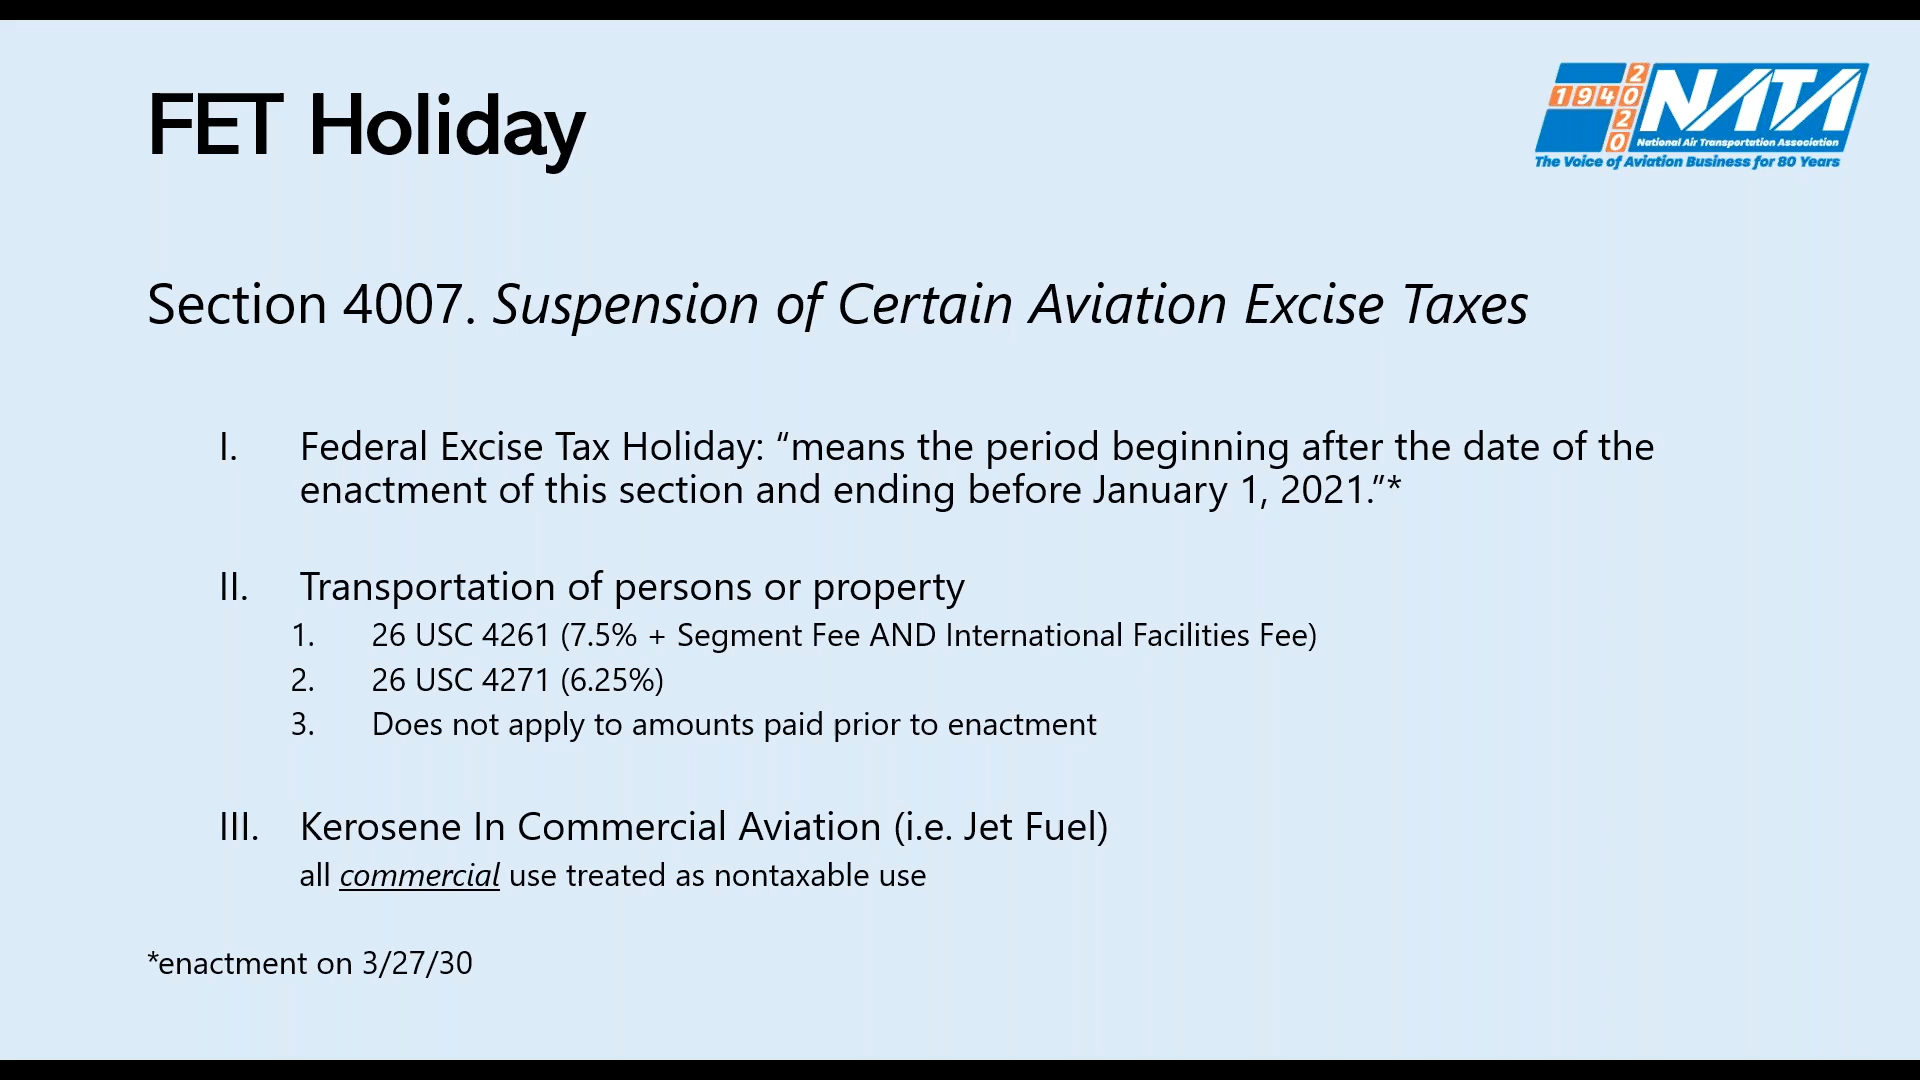 FET Holiday
1940
2020
NATA
National Air Transportation Association
The Voice of Aviation Business for 80 Years
Section 4007. Suspension of Certain Aviation Excise Taxes
I. Federal Excise Tax Holiday: “means the period beginning after the date of the
enactment of this section and ending before January 1, 2021.”*
II. Transportation of persons or property
1. 26 USC 4261 (7.5% + Segment Fee AND International Facilities Fee)
2. 26 USC 4271 (6.25%)
3. Does not apply to amounts paid prior to enactment
III. Kerosene In Commercial Aviation (i.e. Jet Fuel)
all commercial use treated as nontaxable use
*enactment on 3/27/30